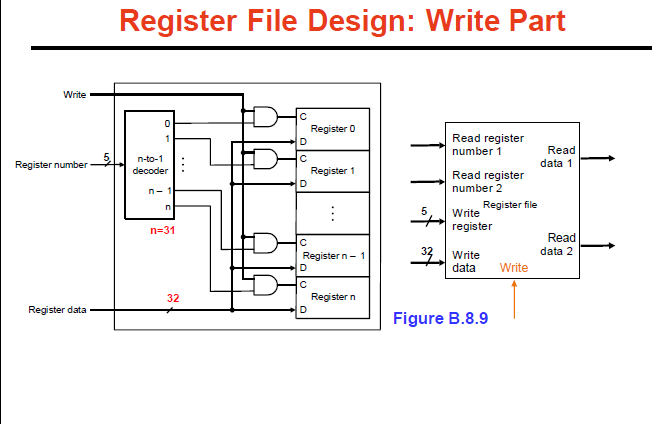 Register File Design: Write Part
Write
0
1
n-to-1
decoder
⋮
n – 1
n
n=31
Register number
5
Register data
32
C
Register 0
D
C
Register 1
D
⋮
C
Register n – 1
D
C
Register n
D
Read register
number 1
Read
data 1
Read register
number 2
Register file
5
Write
register
Read
data 2
32
Write
data
Write
Figure B.8.9